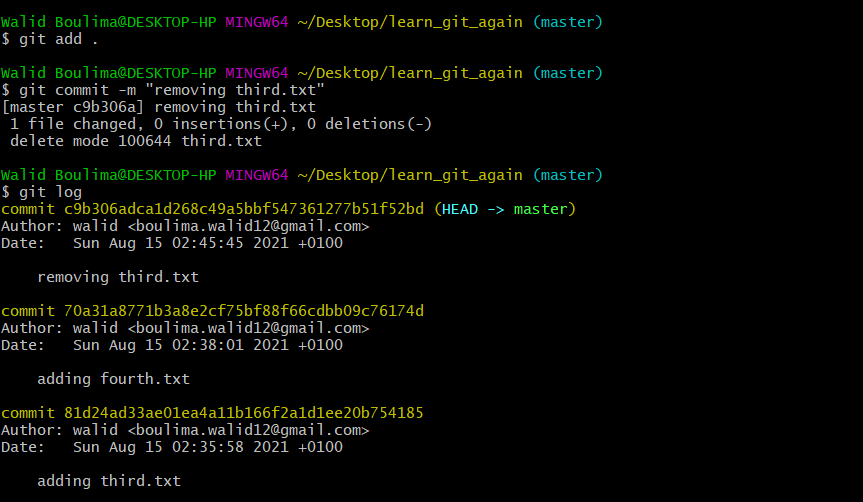 Walid Boulima@DESKTOP-HP MINGW64 ~/Desktop/learn_git_again (master)
$ git add .
Walid Boulima@DESKTOP-HP MINGW64 ~/Desktop/learn_git_again (master)
$ git commit -m "removing third.txt"
[master c9b306a] removing third.txt
 1 file changed, 0 insertions(+), 0 deletions(-)
 delete mode 100644 third.txt
Walid Boulima@DESKTOP-HP MINGW64 ~/Desktop/learn_git_again (master)
$ git log
commit c9b306adca1d268c49a5bbf547361277b51f52bd (HEAD -> master)
Author: walid <boulima.walid12@gmail.com>
Date:   Sun Aug 15 02:45:45 2021 +0100
    removing third.txt
commit 70a31a8771b3a8e2cf75bf88f66cdbb09c76174d
Author: walid <boulima.walid12@gmail.com>
Date:   Sun Aug 15 02:38:01 2021 +0100
    adding fourth.txt
commit 81d24ad33ae01ea4a11b166f2a1d1ee20b754185
Author: walid <boulima.walid12@gmail.com>
Date:   Sun Aug 15 02:35:58 2021 +0100
    adding third.txt